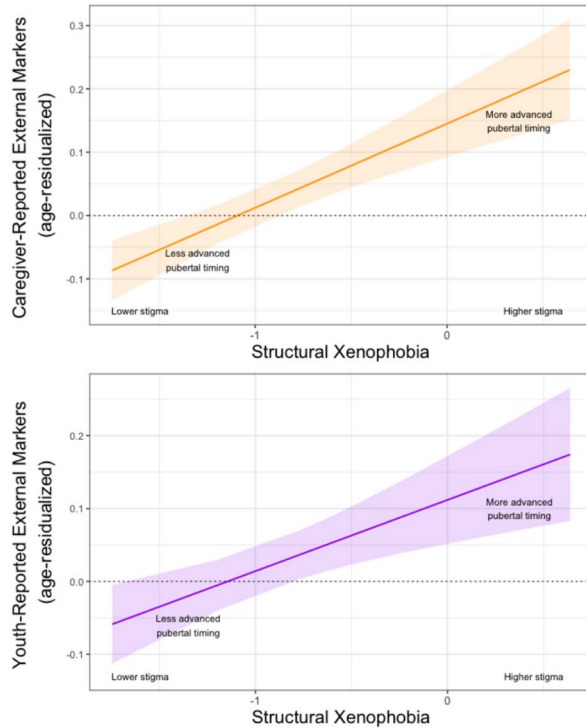 Caregiver-Reported External Markers
(age-residualized)
0.3
0.2
0.1
0.0
-0.1
More advanced
pubertal timing
Less advanced
pubertal timing
Lower stigma
Higher stigma
-1
0
Structural Xenophobia
Youth-Reported External Markers
(age-residualized)
0.2
0.1
0.0
-0.1
More advanced
pubertal timing
Less advanced
pubertal timing
Lower stigma
Higher stigma
-1
0
Structural Xenophobia